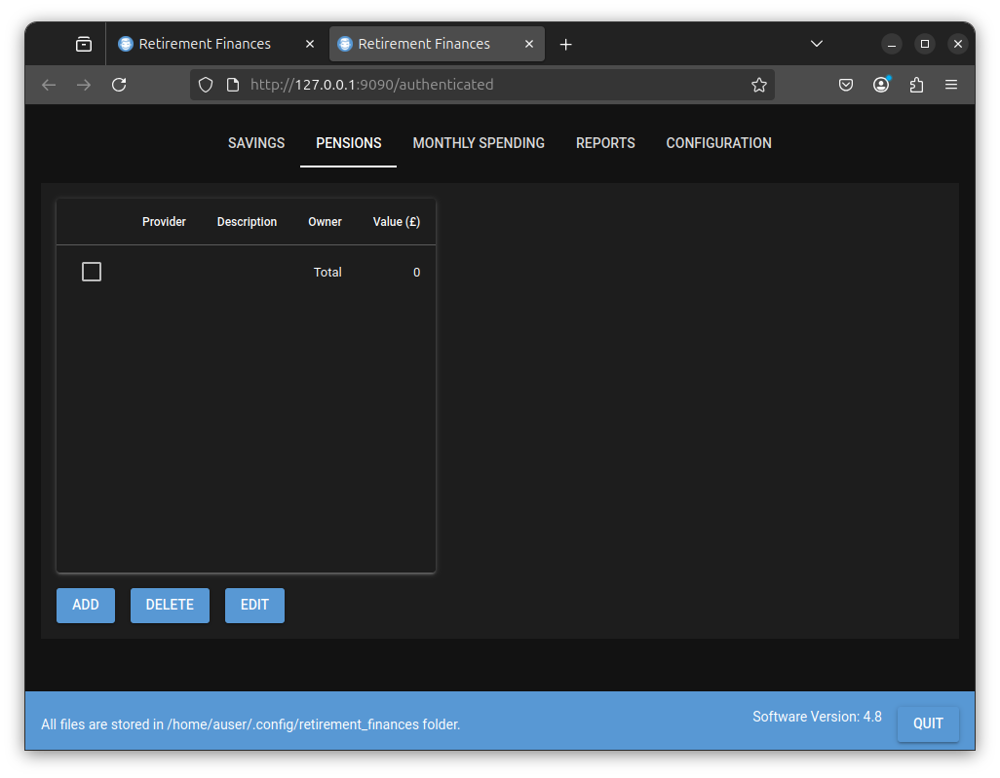 Retirement Finances
Retirement Finances
http://127.0.0.1:9090/authenticated
SAVINGS PENSIONS MONTHLY SPENDING REPORTS CONFIGURATION
Provider Description Owner Value (£)
Total 0
ADD DELETE EDIT
All files are stored in /home/auser/.config/retirement_finances folder.
Software Version: 4.8
QUIT